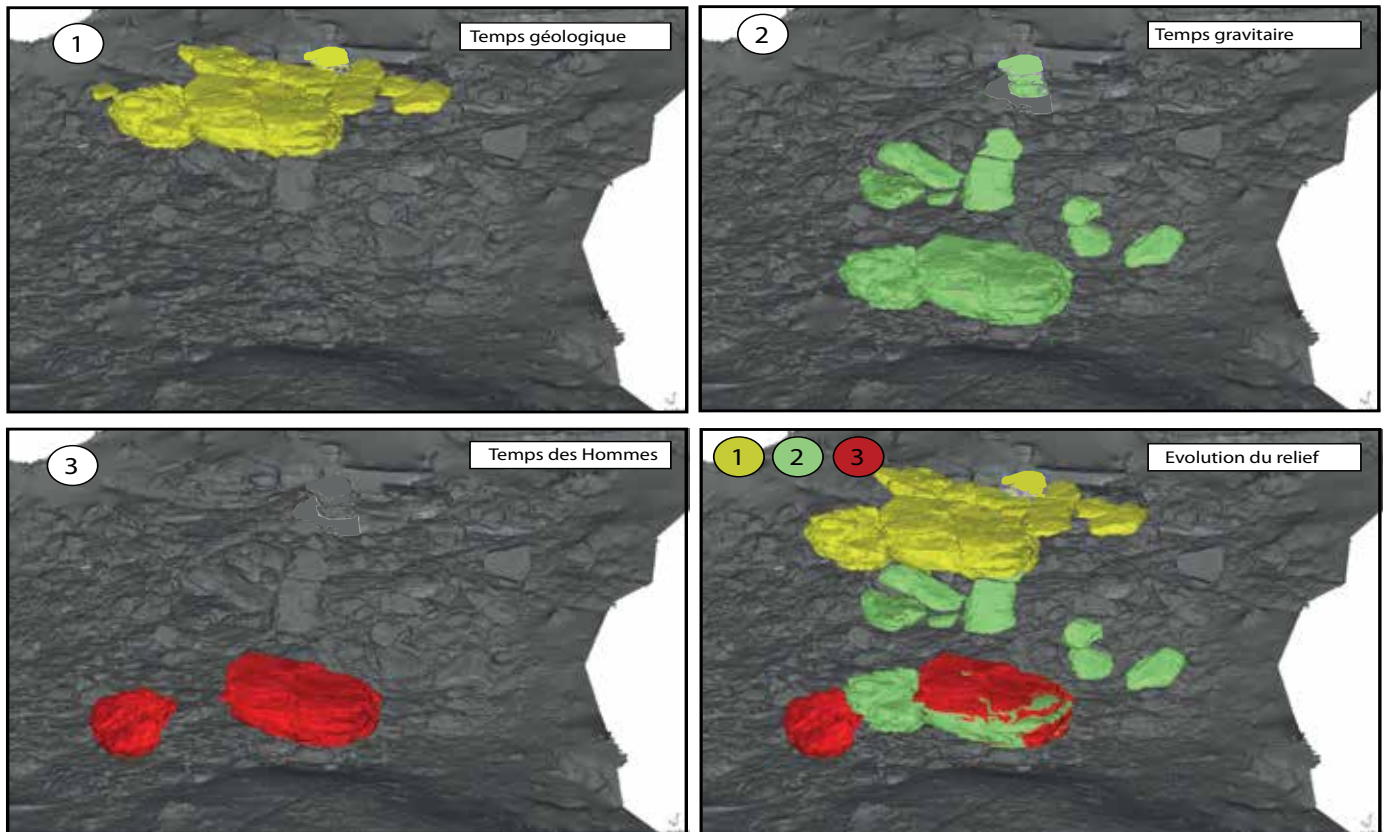 1
Temps géologique
2
Temps gravitaire
3
Temps des Hommes
1 2 3
Evolution du relief